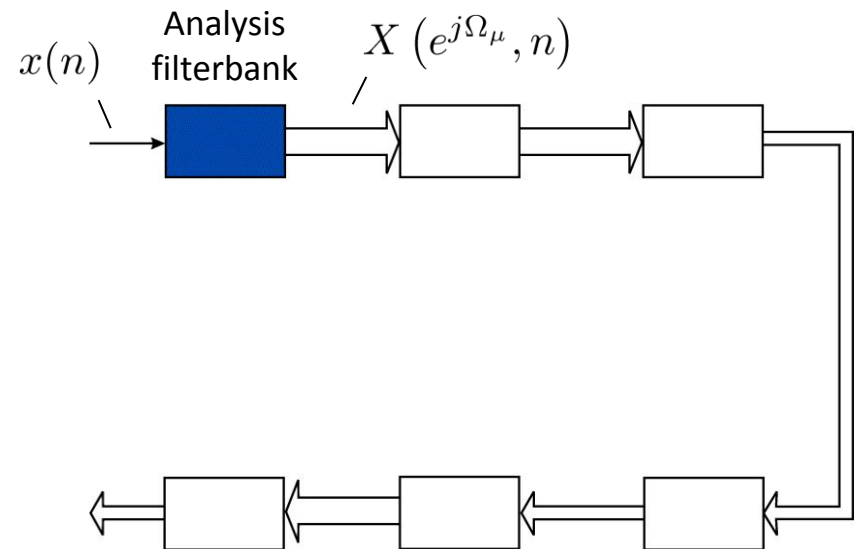 Analysis
filterbank
x(n)
X (e^{jΩ_μ}, n)